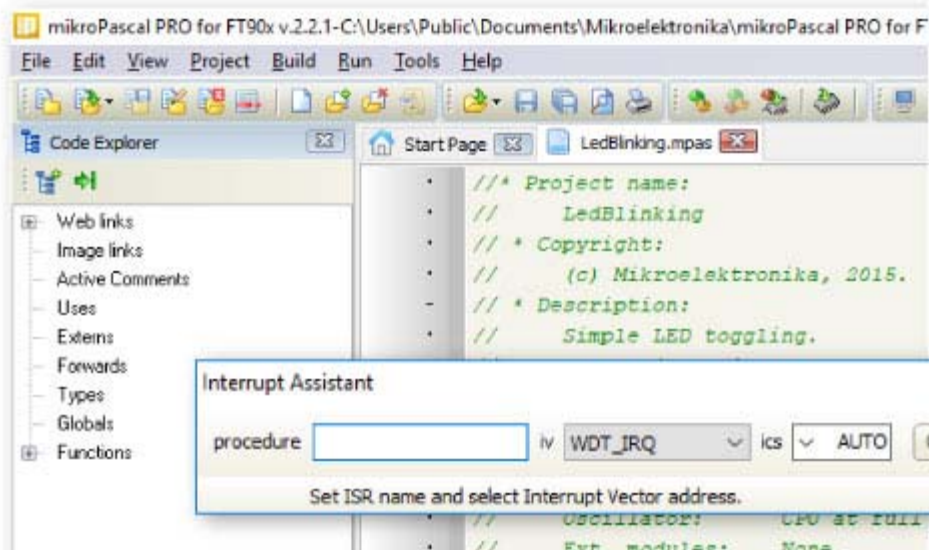 mikroPascal PRO for FT90x v.2.2.1-C:\Users\Public\Documents\Mikroelektronika\mikroPascal PRO for F
File Edit View Project Build Run Tools Help
Code Explorer
Start Page LedBlinking.mpas
Web links
Image links
Active Comments
Uses
Externs
Forwards
Types
Globals
Functions
//* Project name:
// LedBlinking
// * Copyright:
// (c) Mikroelektronika, 2015.
// * Description:
// Simple LED toggling.
Interrupt Assistant
procedure iv WDT_IRQ ics AUTO
Set ISR name and select Interrupt Vector address.
// Oscillator: CPU at full
// Ext. modules: None